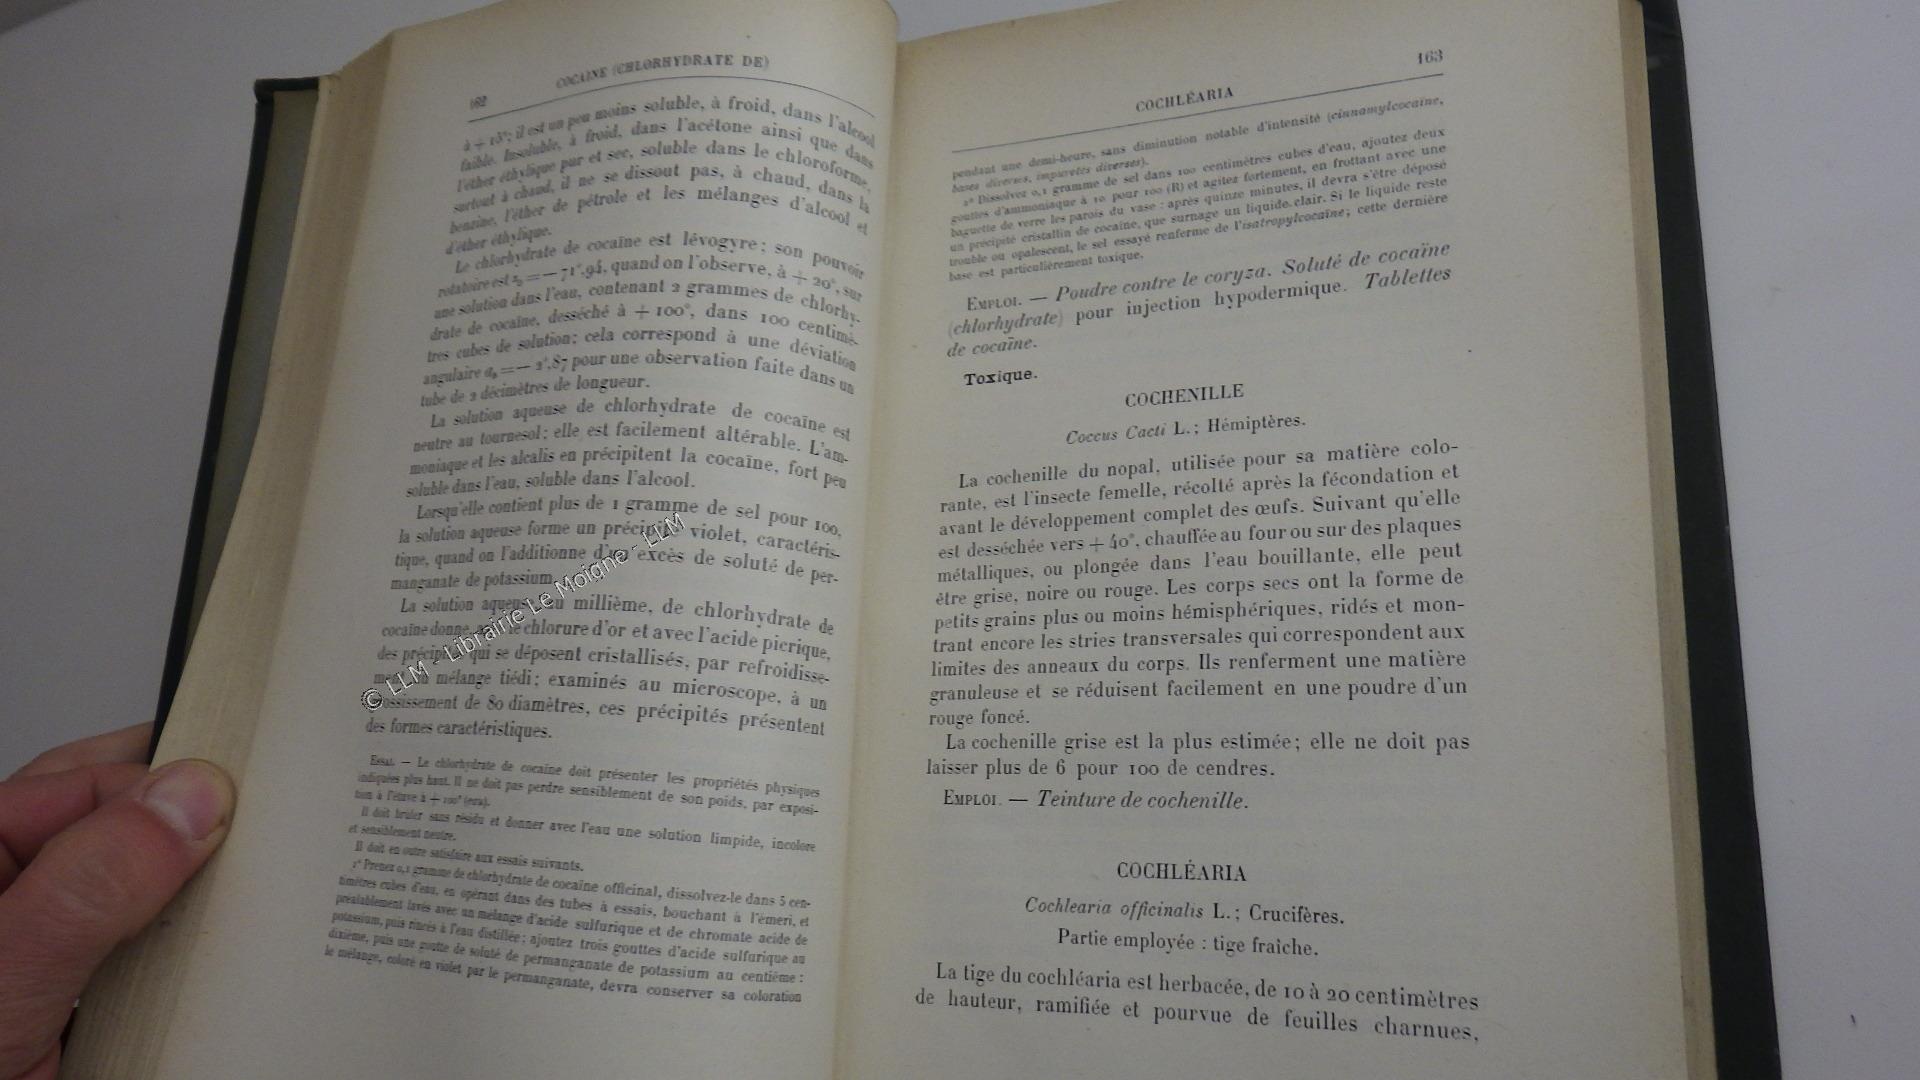 162
COCAÏNE (CHLORHYDRATE DE)
à + 15°; il est un peu moins soluble, à froid, dans l'alcool
faible. Insoluble, à froid, dans l'acétone ainsi que dans
l'éther éthylique pur et sec, soluble dans le chloroforme,
surtout à chaud, il ne se dissout pas, à chaud, dans la
benzine, l'éther de pétrole et les mélanges d'alcool et
d'éther éthylique.
Le chlorhydrate de cocaïne est lévogyre; son pouvoir
rotatoire est = — 71°,94, quand on l'observe, à + 20°, sur
une solution dans l'eau, contenant 2 grammes de chlorhy-
drate de cocaïne, desséché à + 100°, dans 100 centimè-
tres cubes de solution; cela correspond à une déviation
angulaire = — 2°,87 pour une observation faite dans un
tube de 2 décimètres de longueur.
La solution aqueuse de chlorhydrate de cocaïne est
neutre au tournesol; elle est facilement altérable. L'am-
moniaque et les alcalis en précipitent la cocaïne, fort peu
soluble dans l'eau, soluble dans l'alcool.
Lorsqu'elle contient plus de 1 gramme de sel pour 100,
la solution aqueuse forme un précipité violet, caractéris-
tique, quand on l'additionne d'un excès de soluté de per-
manganate de potassium.
La solution aqueuse, au millième, de chlorhydrate de
cocaïne donne, avec le chlorure d'or et avec l'acide picrique,
des précipités qui se déposent cristallisés, par refroidisse-
ment du mélange tiédi; examinés au microscope, à un
grossissement de 80 diamètres, ces précipités présentent
des formes caractéristiques.
ESSAI. — Le chlorhydrate de cocaïne doit présenter les propriétés physiques
indiquées plus haut. Il ne doit pas perdre sensiblement de son poids, par exposi-
tion à l'étuve à + 100° (eau).
Il doit brûler sans résidu et donner avec l'eau une solution limpide, incolore
et sensiblement neutre.
Il doit en outre satisfaire aux essais suivants.
1° Prenez 0,1 gramme de chlorhydrate de cocaïne officinal, dissolvez-le dans 5 cen-
timètres cubes d'eau, en opérant dans des tubes à essais, bouchant à l'émeri, et
préalablement lavés avec un mélange d'acide sulfurique et de chromate acide de
potassium, puis rincés à l'eau distillée; ajoutez trois gouttes d'acide sulfurique au
dixième, puis une goutte de soluté de permanganate de potassium au centième :
le mélange, coloré en violet par le permanganate, devra conserver sa coloration
© LLM - Librairie Le Moigne - LLM
COCHLÉARIA
163
pendant une demi-heure, sans diminution notable d'intensité (cinnamylcocaïne,
bases diverses, impuretés diverses).
2° Dissolvez 0,1 gramme de sel dans 100 centimètres cubes d'eau, ajoutez deux
gouttes d'ammoniaque à 10 pour 100 (R) et agitez fortement, en frottant avec une
baguette de verre les parois du vase : après quinze minutes, il devra s'être déposé
un précipité cristallin de cocaïne, que surnage un liquide clair. Si le liquide reste
trouble ou opalescent, le sel essayé renferme de l'isatropylcocaïne; cette dernière
base est particulièrement toxique.
EMPLOI. — Poudre contre le coryza. Soluté de cocaïne
(chlorhydrate) pour injection hypodermique. Tablettes
de cocaïne.
Toxique.
COCHENILLE
Coccus Cacti L.; Hémiptères.
La cochenille du nopal, utilisée pour sa matière colo-
rante, est l'insecte femelle, récolté après la fécondation et
avant le développement complet des œufs. Suivant qu'elle
est desséchée vers + 40°, chauffée au four ou sur des plaques
métalliques, ou plongée dans l'eau bouillante, elle peut
être grise, noire ou rouge. Les corps secs ont la forme de
petits grains plus ou moins hémisphériques, ridés et mon-
trant encore les stries transversales qui correspondent aux
limites des anneaux du corps. Ils renferment une matière
granuleuse et se réduisent facilement en une poudre d'un
rouge foncé.
La cochenille grise est la plus estimée; elle ne doit pas
laisser plus de 6 pour 100 de cendres.
EMPLOI. — Teinture de cochenille.
COCHLÉARIA
Cochlearia officinalis L.; Crucifères.
Partie employée : tige fraîche.
La tige du cochléaria est herbacée, de 10 à 20 centimètres
de hauteur, ramifiée et pourvue de feuilles charnues,